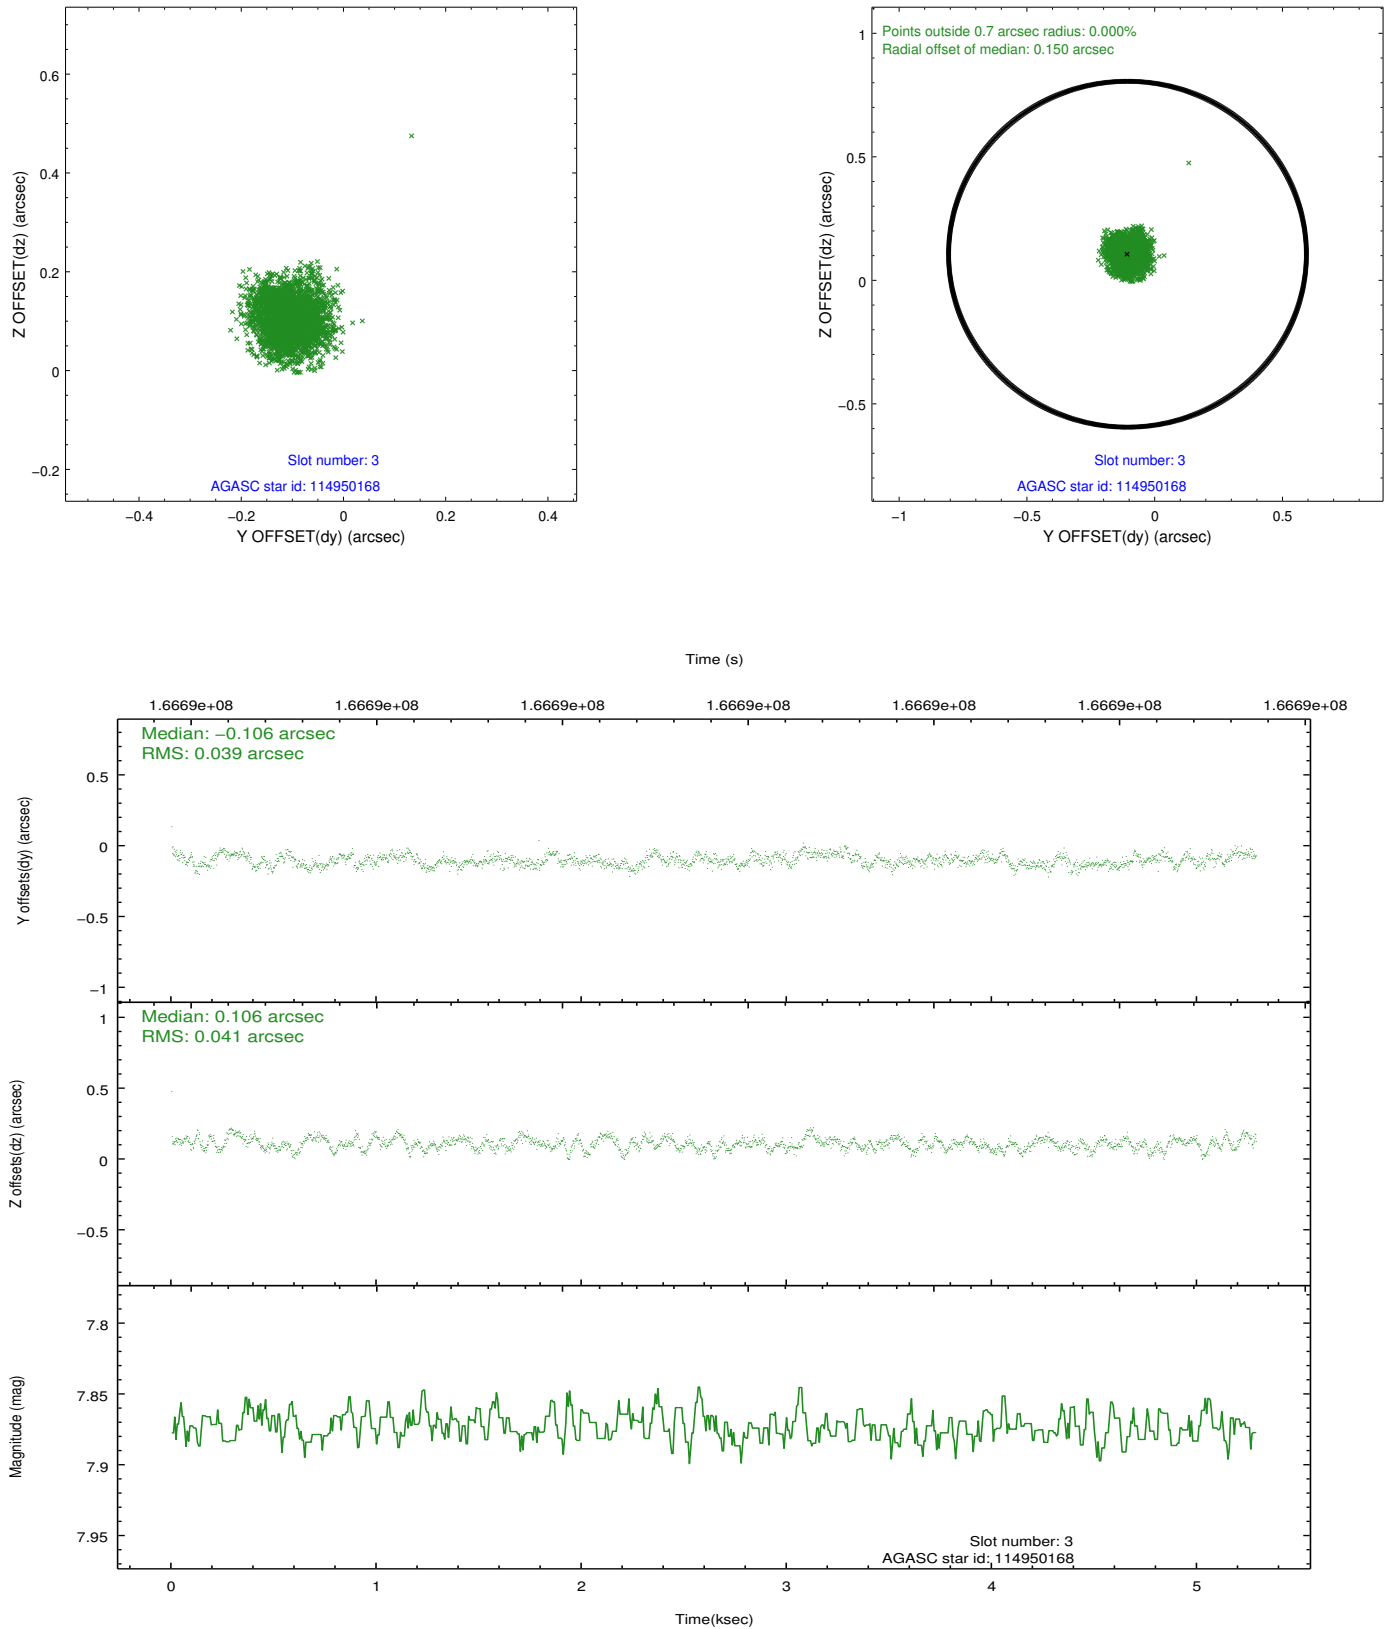 0.6
0.4
0.2
0
−0.2
Z OFFSET(dz) (arcsec)
Slot number: 3
AGASC star id: 114950168
−0.4 −0.2 0 0.2 0.4
Y OFFSET(dy) (arcsec)
Points outside 0.7 arcsec radius: 0.000%
Radial offset of median: 0.150 arcsec
1
0.5
0
−0.5
Z OFFSET(dz) (arcsec)
Slot number: 3
AGASC star id: 114950168
−1 −0.5 0 0.5
Y OFFSET(dy) (arcsec)
Time (s)
1.6669e+08 1.6669e+08 1.6669e+08 1.6669e+08 1.6669e+08 1.6669e+08 1.6669e+08
Median: −0.106 arcsec
RMS: 0.039 arcsec
0.5
0
−0.5
−1
Y offsets(dy) (arcsec)
Median: 0.106 arcsec
RMS: 0.041 arcsec
1
0.5
0
−0.5
Z offsets(dz) (arcsec)
7.8
7.85
7.9
7.95
Magnitude (mag)
Slot number: 3
AGASC star id: 114950168
0 1 2 3 4 5
Time(ksec)